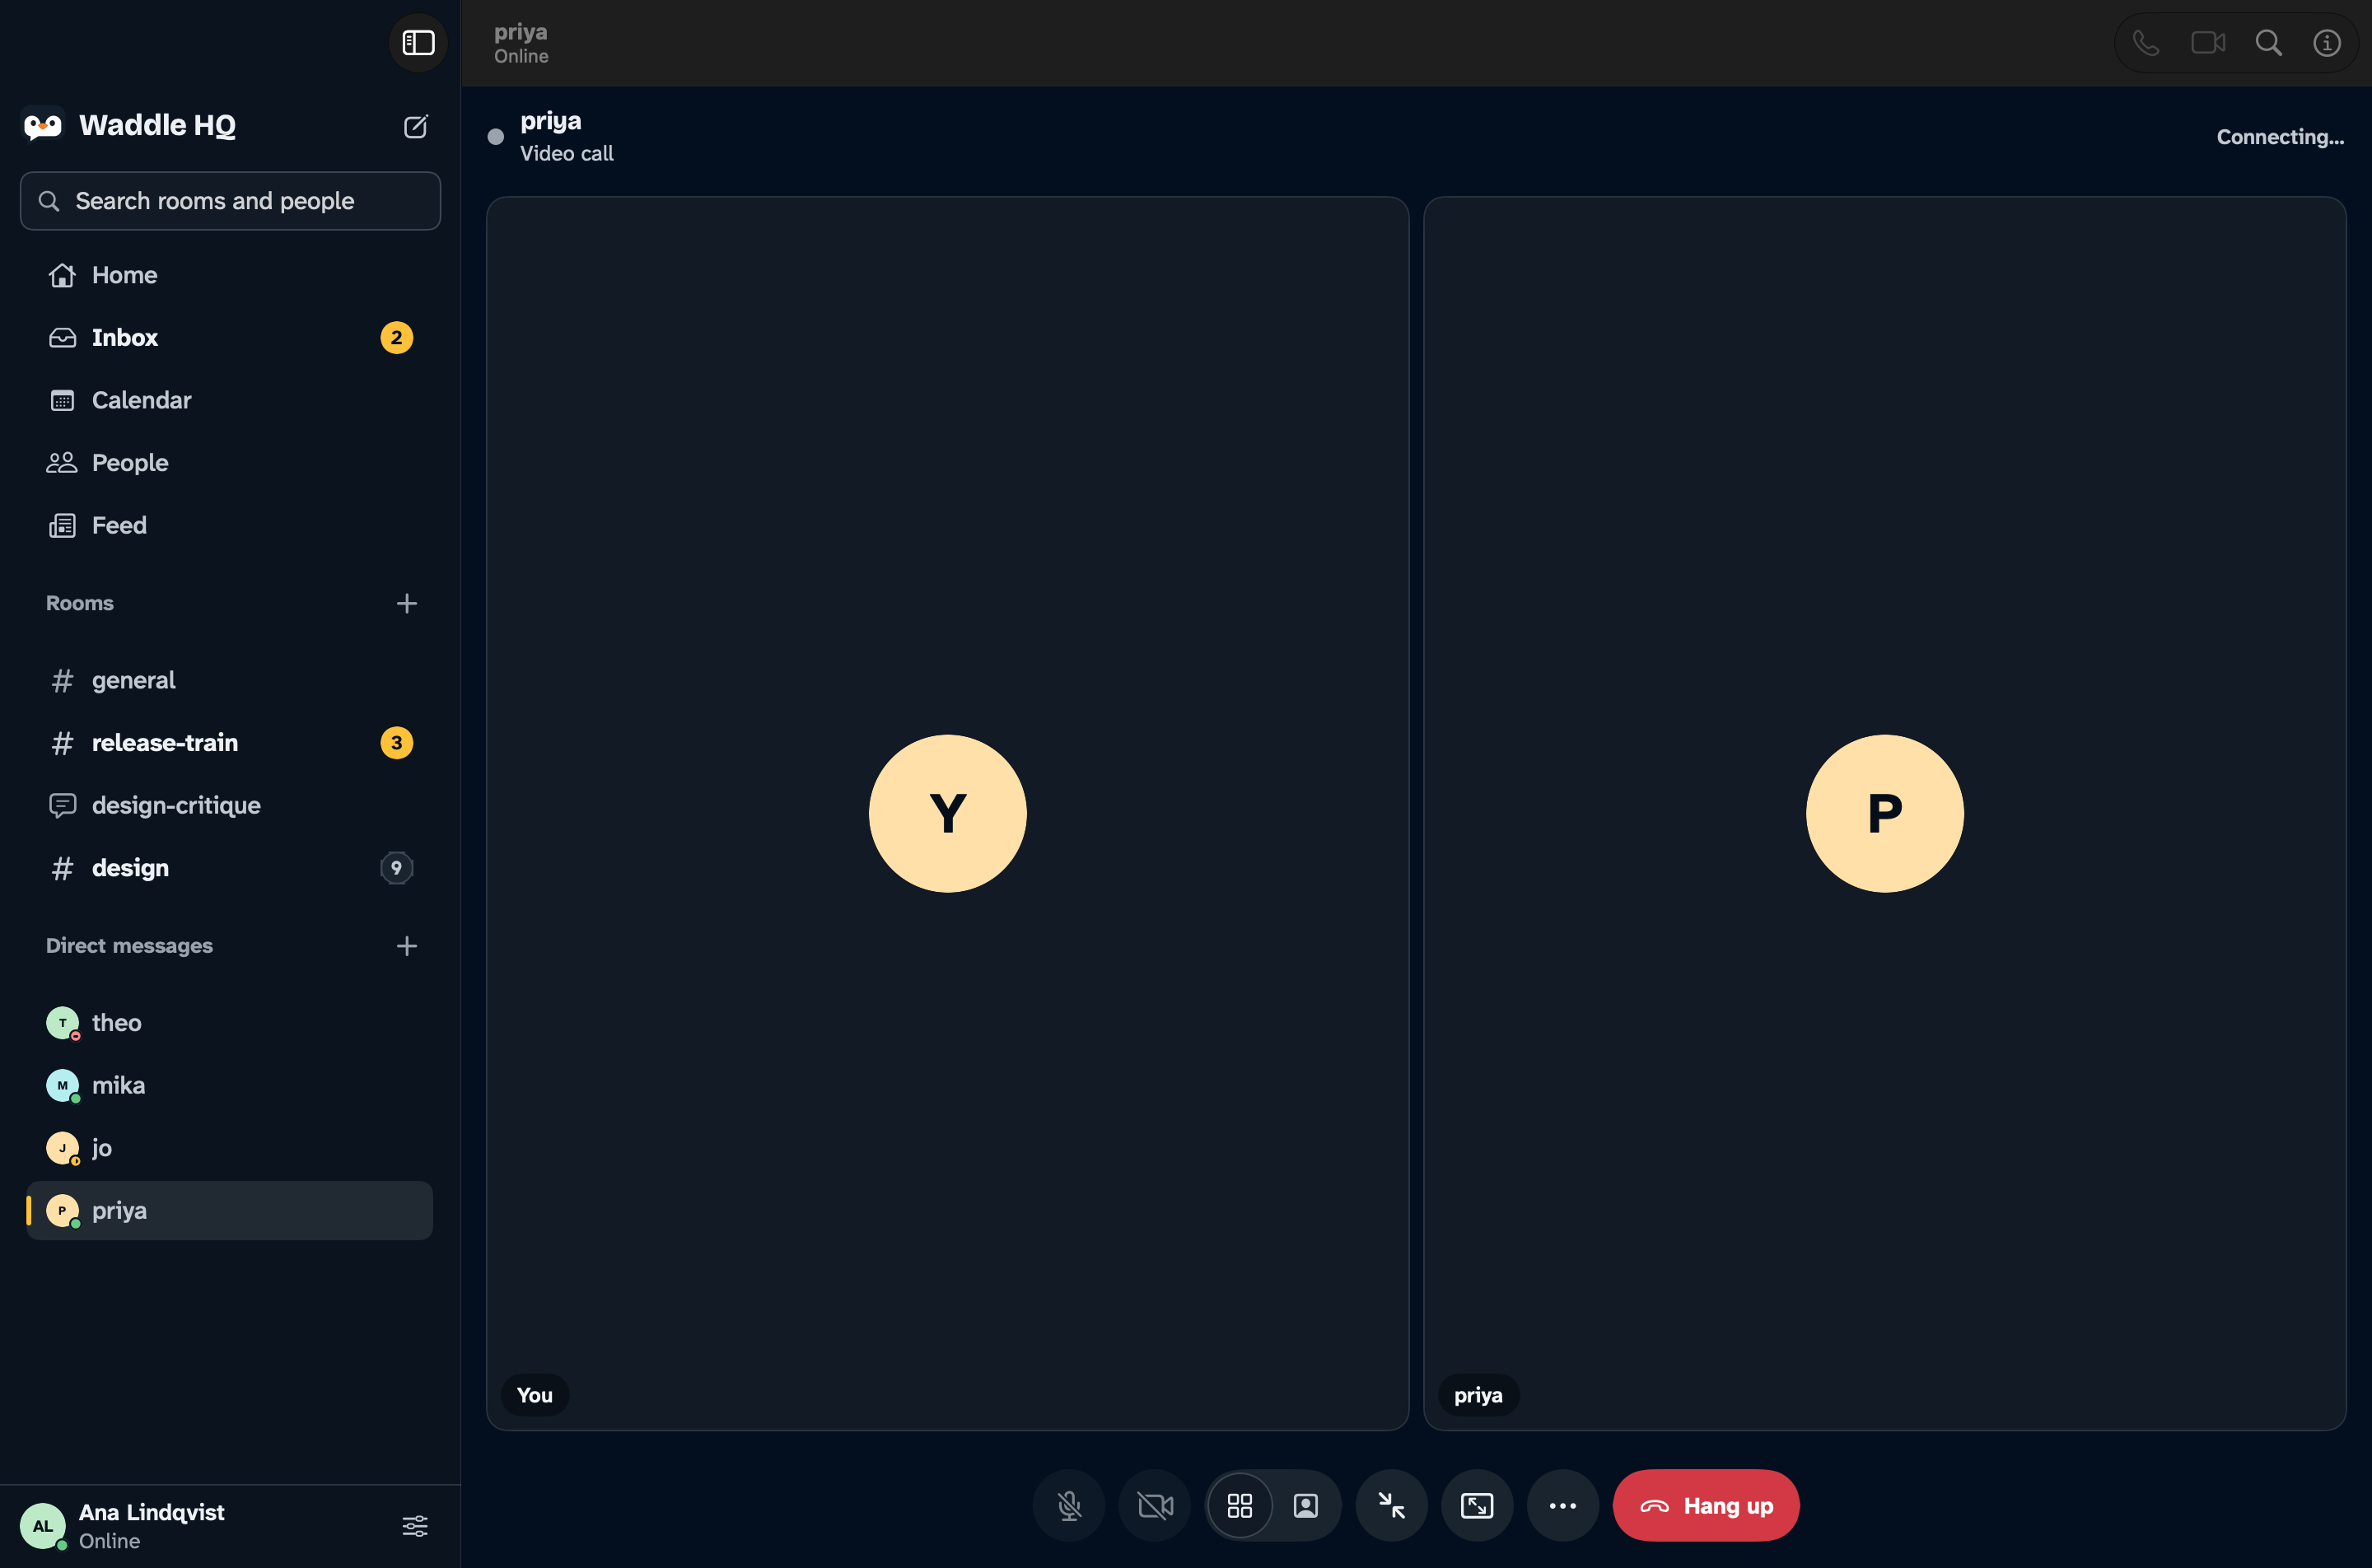 Waddle HQ
Search rooms and people
Home
Inbox 2
Calendar
People
Feed
Rooms
general
release-train 3
design-critique
design 9
Direct messages
T theo
M mika
J jo
P priya
AL Ana Lindqvist
Online
priya
Online
priya
Video call
Connecting...
Y
You
P
priya
Hang up